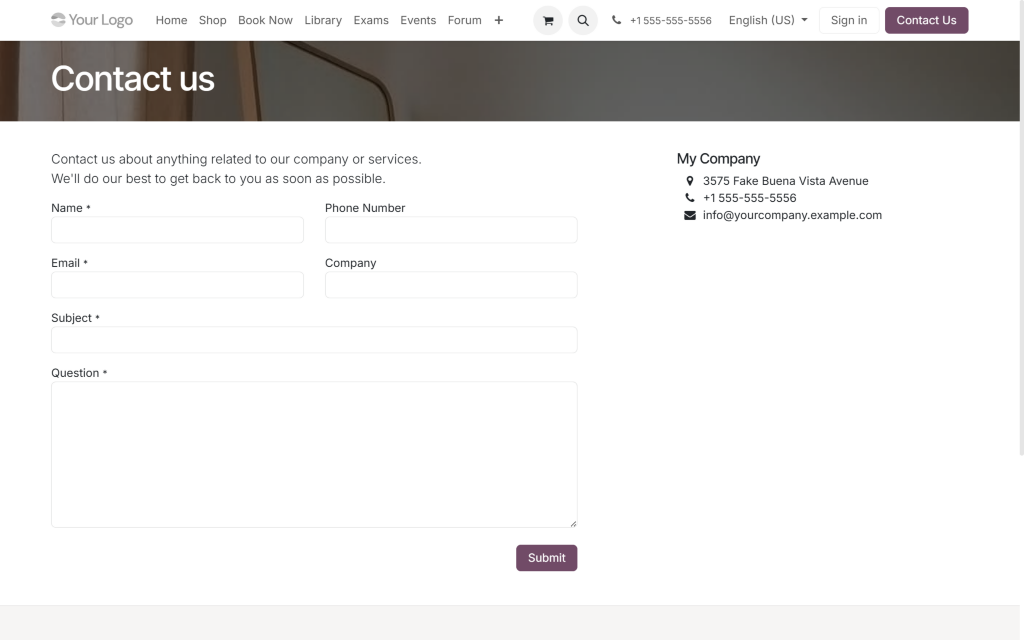 Your Logo Home Shop Book Now Library Exams Events Forum + +1 555-555-5556 English (US) Sign in Contact Us
Contact us
Contact us about anything related to our company or services.
We'll do our best to get back to you as soon as possible.
Name * Phone Number
Email * Company
Subject *
Question *
Submit
My Company
3575 Fake Buena Vista Avenue
+1 555-555-5556
info@yourcompany.example.com